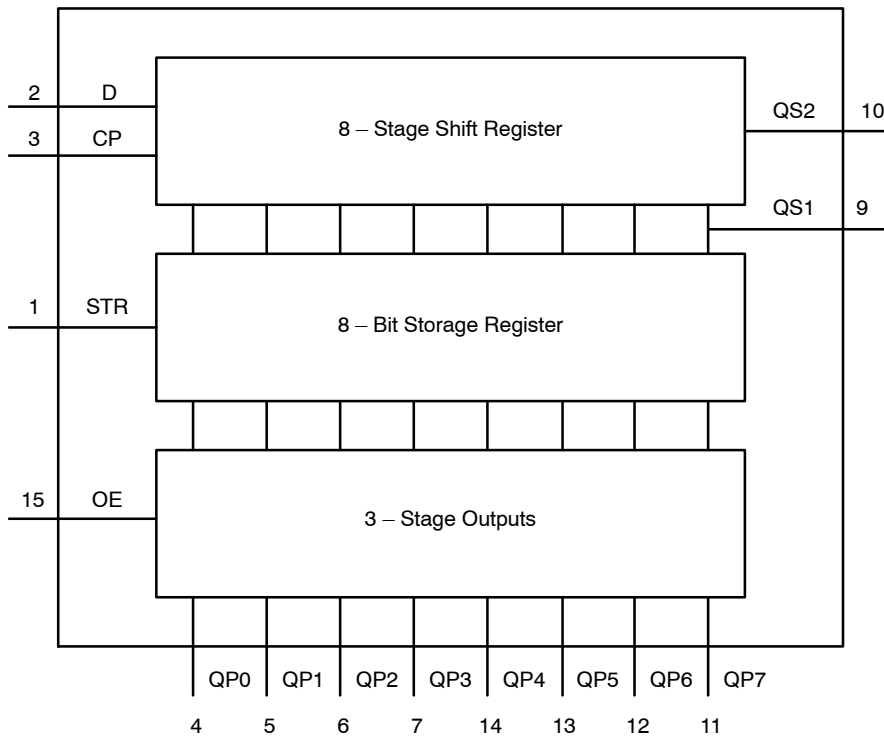 2 D
3 CP
8 – Stage Shift Register
QS2 10
QS1 9
1 STR
8 – Bit Storage Register
15 OE
3 – Stage Outputs
QP0 QP1 QP2 QP3 QP4 QP5 QP6 QP7
4 5 6 7 14 13 12 11